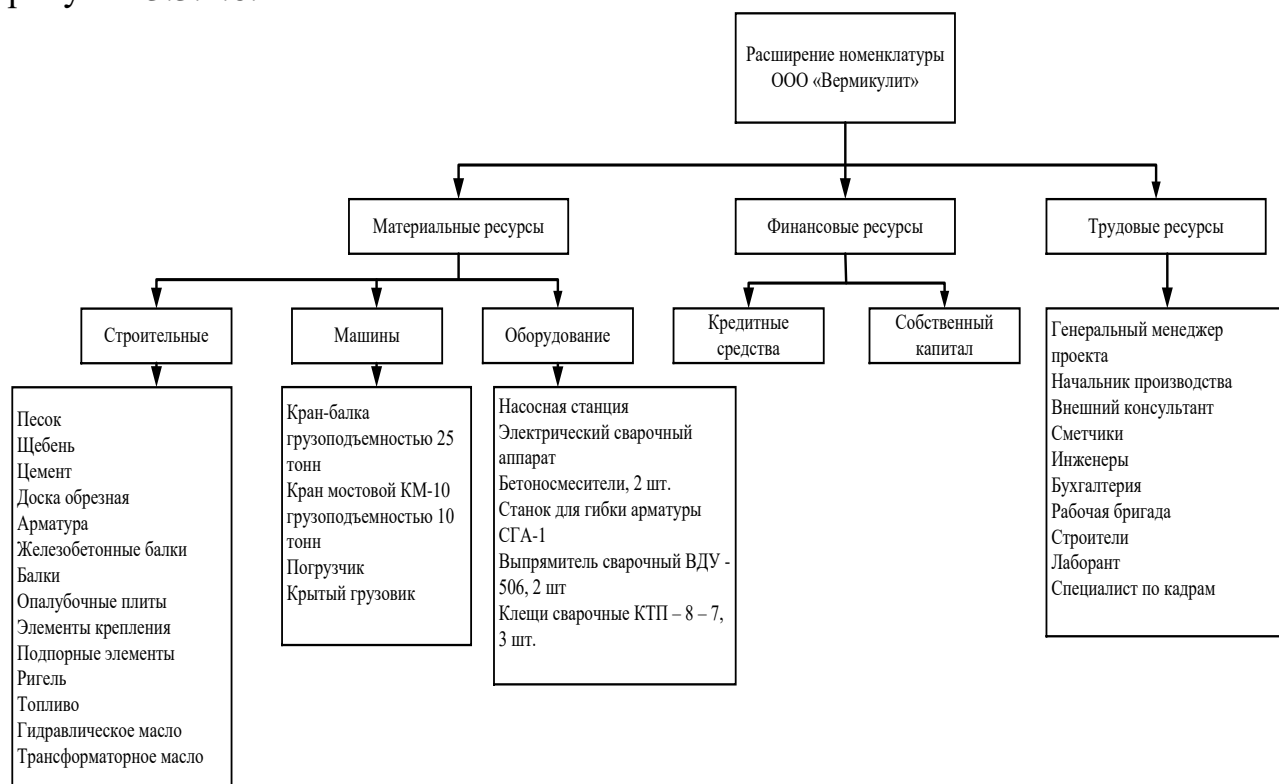 Расширение номенклатуры
ООО «Вермикулит»
Материальные ресурсы
Финансовые ресурсы
Трудовые ресурсы
Строительные
Машины
Оборудование
Кредитные
средства
Собственный
капитал
Песок
Щебень
Цемент
Доска обрезная
Арматура
Железобетонные балки
Балки
Опалубочные плиты
Элементы крепления
Подпорные элементы
Ригель
Топливо
Гидравлическое масло
Трансформаторное масло
Кран-балка
грузоподъемностью 25
тонн
Кран мостовой КМ-10
грузоподъемностью 10
тонн
Погрузчик
Крытый грузовик
Насосная станция
Электрический сварочный
аппарат
Бетоносмесители, 2 шт.
Станок для гибки арматуры
СГА-1
Выпрямитель сварочный ВДУ -
506, 2 шт
Клещи сварочные КТП – 8 – 7,
3 шт.
Генеральный менеджер
проекта
Начальник производства
Внешний консультант
Сметчики
Инженеры
Бухгалтерия
Рабочая бригада
Строители
Лаборант
Специалист по кадрам